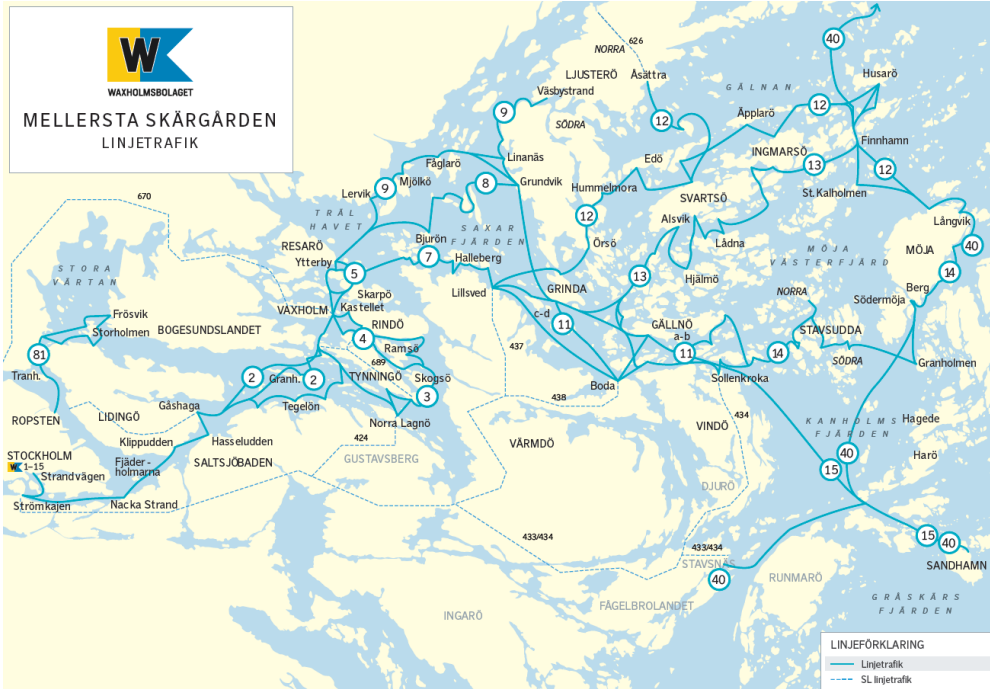 W
WAXHOLMSBOLAGET
MELLERSTA SKÄRGÅRDEN
LINJETRAFIK
626
NORRA
LJUSTERÖ
Åsättra
Väsbystrand
SÖDRA
9
12
40
Husarö
GÄLNAN
Äpplarö
12
INGMARSÖ
Finnhamn
13
12
St. Kalholmen
Linanäs
Fåglarö
Edö
Mjölkö
9
Lervik
8
Grundvik
Hummelmora
SVARTSÖ
12
Alsvik
Långvik
670
TRÄL
HAVET
SAXAR
FJÄRDEN
Örsö
Lådna
MÖJA
VÄSTERFJÄRD
MÖJA
40
RESARÖ
Ytterby
Bjurön
7
Halleberg
5
Skarpö
Lillsved
GRINDA
13
Hjälmö
14
Berg
Södermöja
STORA
VÄRTAN
NORRA
VAXHOLM
Kastellet
c-d
11
GÄLLNÖ
a-b
11
STAVSUDDA
14
SÖDRA
Granholmen
Frösvik
Storholmen
BOGESUNDSLANDET
RINDÖ
4
Ramsö
437
Sollenkroka
81
Tranh.
2
Granh.
2
689
TYNNINGÖ
Skogsö
3
Boda
438
434
LIDINGÖ
Gåshaga
Tegelön
Norra Lagnö
ROPSTEN
Klippudden
Hasseludden
424
VÄRMDÖ
VINDÖ
KANHOLMS
FJÄRDEN
Hagede
Harö
STOCKHOLM
W 1–15
Strandvägen
Fjäder-
holmarna
SALTSJÖBADEN
GUSTAVSBERG
40
15
DJURÖ
Strömkajen
Nacka Strand
433/434
433/434
STAVSNÄS
40
15
40
SANDHAMN
RUNMARÖ
FÅGELBROLANDET
INGARÖ
GRÅSKÄRS
FJÄRDEN
LINJEFÖRKLARING
Linjetrafik
SL linjetrafik